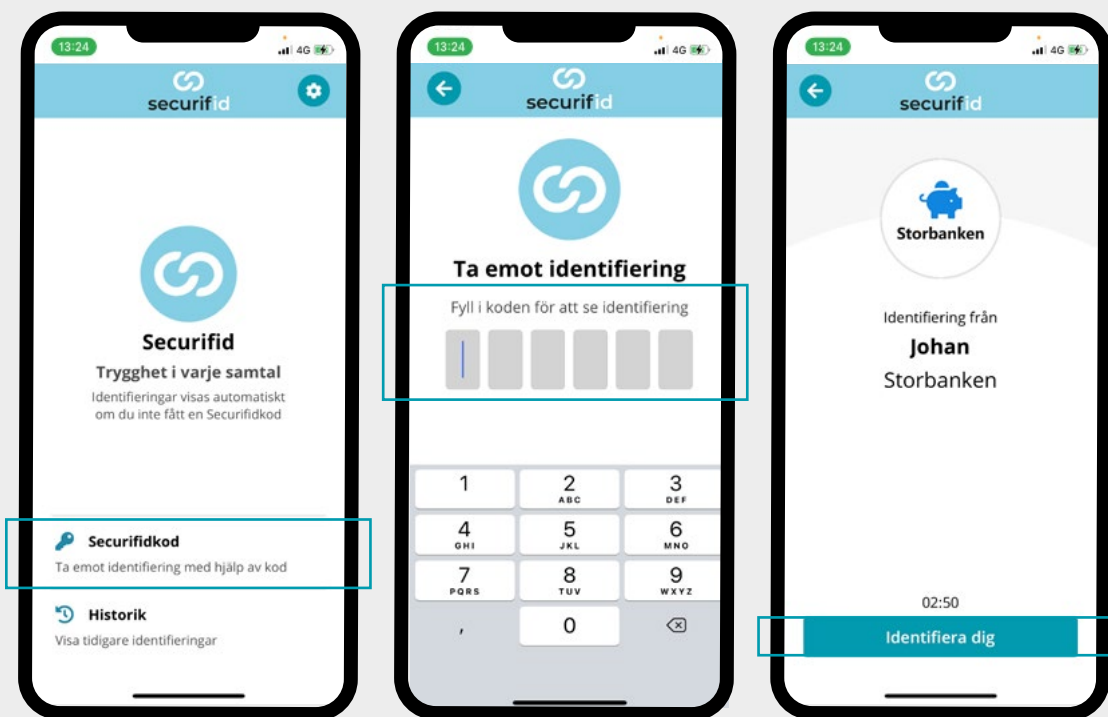 13:24
4G
securifid
Securifid
Trygghet i varje samtal
Identifieringar visas automatiskt
om du inte fått en Securifidkod
Securifidkod
Ta emot identifiering med hjälp av kod
Historik
Visa tidigare identifieringar
13:24
4G
securifid
Ta emot identifiering
Fyll i koden för att se identifiering
1 2 3
ABC DEF
4 5 6
GHI JKL MNO
7 8 9
PQRS TUV WXYZ
, 0
13:24
4G
securifid
Storbanken
Identifiering från
Johan
Storbanken
02:50
Identifiera dig